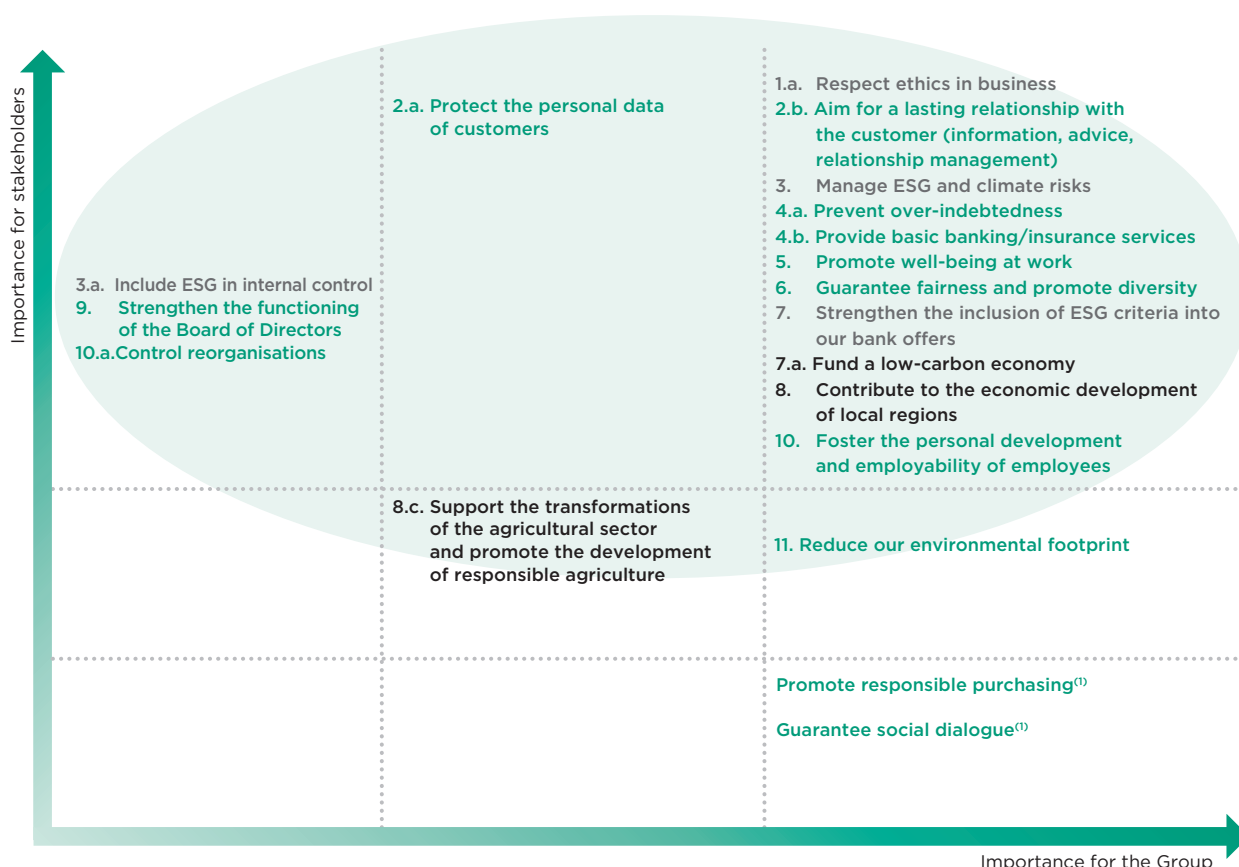 Importance for stakeholders
2.a. Protect the personal data
of customers
1.a. Respect ethics in business
2.b. Aim for a lasting relationship with
the customer (information, advice,
relationship management)
3. Manage ESG and climate risks
4.a. Prevent over-indebtedness
4.b. Provide basic banking/insurance services
5. Promote well-being at work
6. Guarantee fairness and promote diversity
7. Strengthen the inclusion of ESG criteria into
our bank offers
7.a. Fund a low-carbon economy
8. Contribute to the economic development
of local regions
10. Foster the personal development
and employability of employees
3.a. Include ESG in internal control
9. Strengthen the functioning
of the Board of Directors
10.a.Control reorganisations
8.c. Support the transformations
of the agricultural sector
and promote the development
of responsible agriculture
11. Reduce our environmental footprint
Promote responsible purchasing(1)
Guarantee social dialogue(1)
Importance for the Group